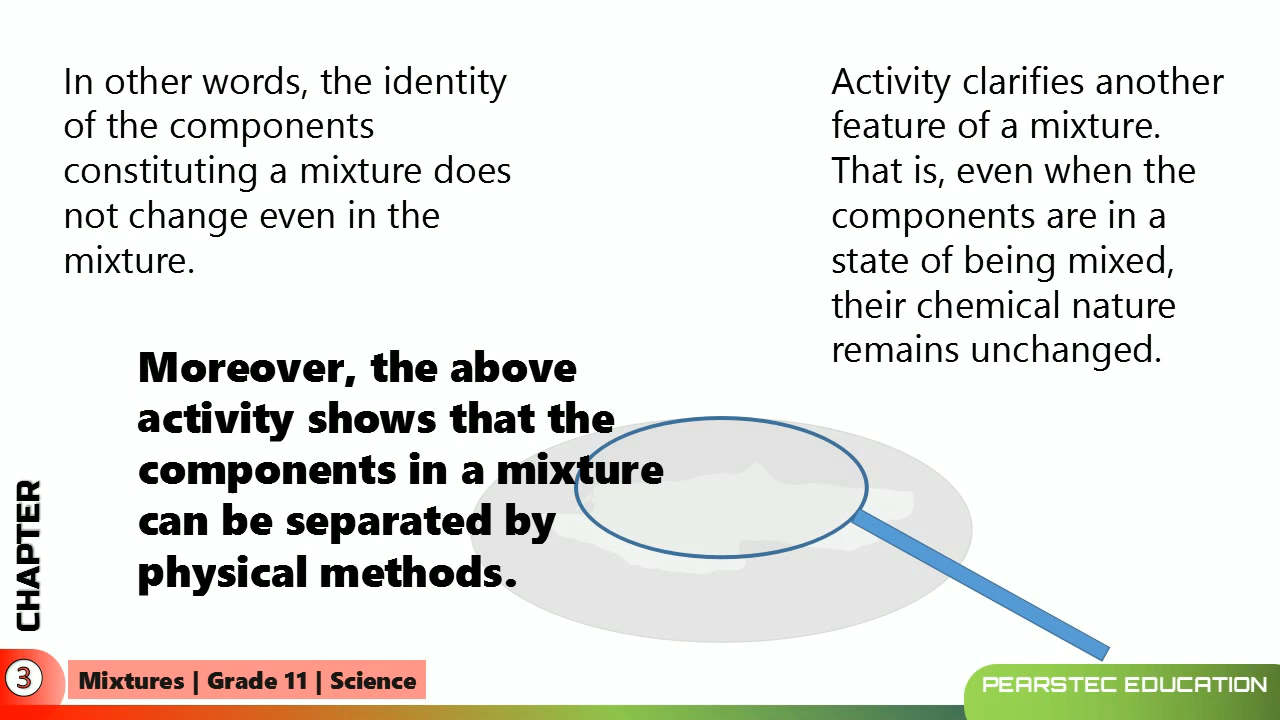 In other words, the identity
of the components
constituting a mixture does
not change even in the
mixture.
Activity clarifies another
feature of a mixture.
That is, even when the
components are in a
state of being mixed,
their chemical nature
remains unchanged.
Moreover, the above
activity shows that the
components in a mixture
can be separated by
physical methods.
CHAPTER
3
Mixtures | Grade 11 | Science
PEARSTEC EDUCATION